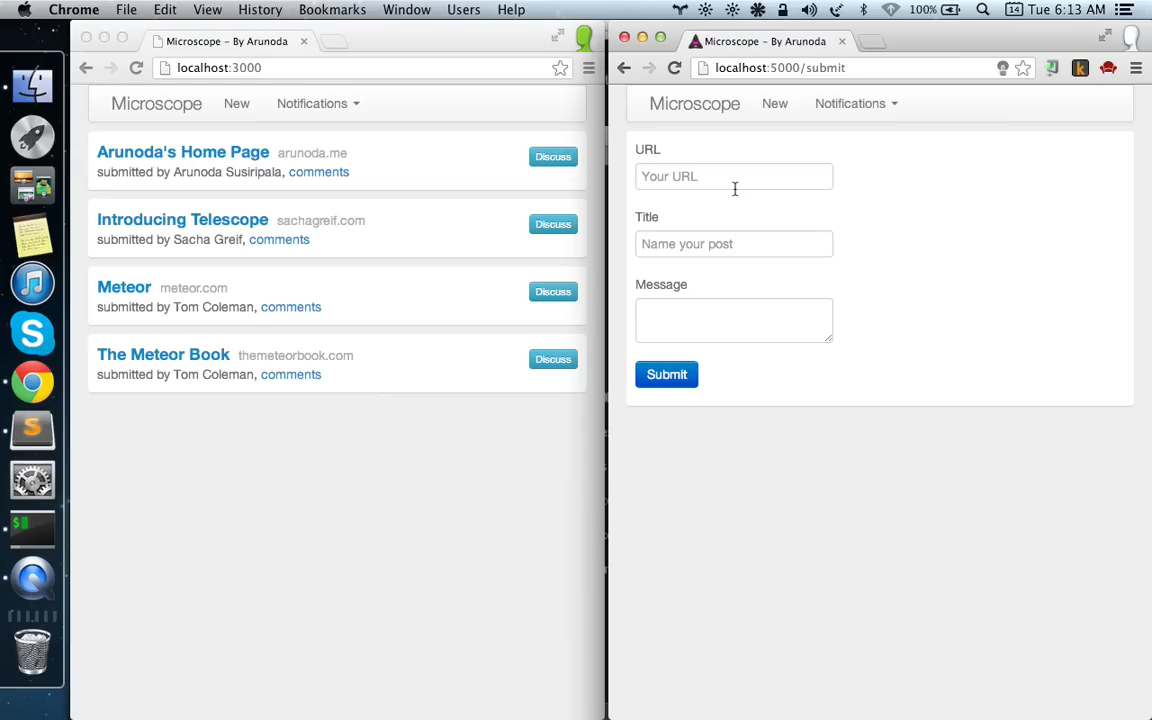 Chrome File Edit View History Bookmarks Window Users Help 100% 14 Tue 6:13 AM
Microscope – By Arunoda
localhost:3000
Microscope New Notifications
Arunoda's Home Page arunoda.me Discuss
submitted by Arunoda Susiripala, comments
Introducing Telescope sachagreif.com Discuss
submitted by Sacha Greif, comments
Meteor meteor.com Discuss
submitted by Tom Coleman, comments
The Meteor Book themeteorbook.com Discuss
submitted by Tom Coleman, comments
Microscope – By Arunoda
localhost:5000/submit
Microscope New Notifications
URL
Your URL
Title
Name your post
Message
Submit